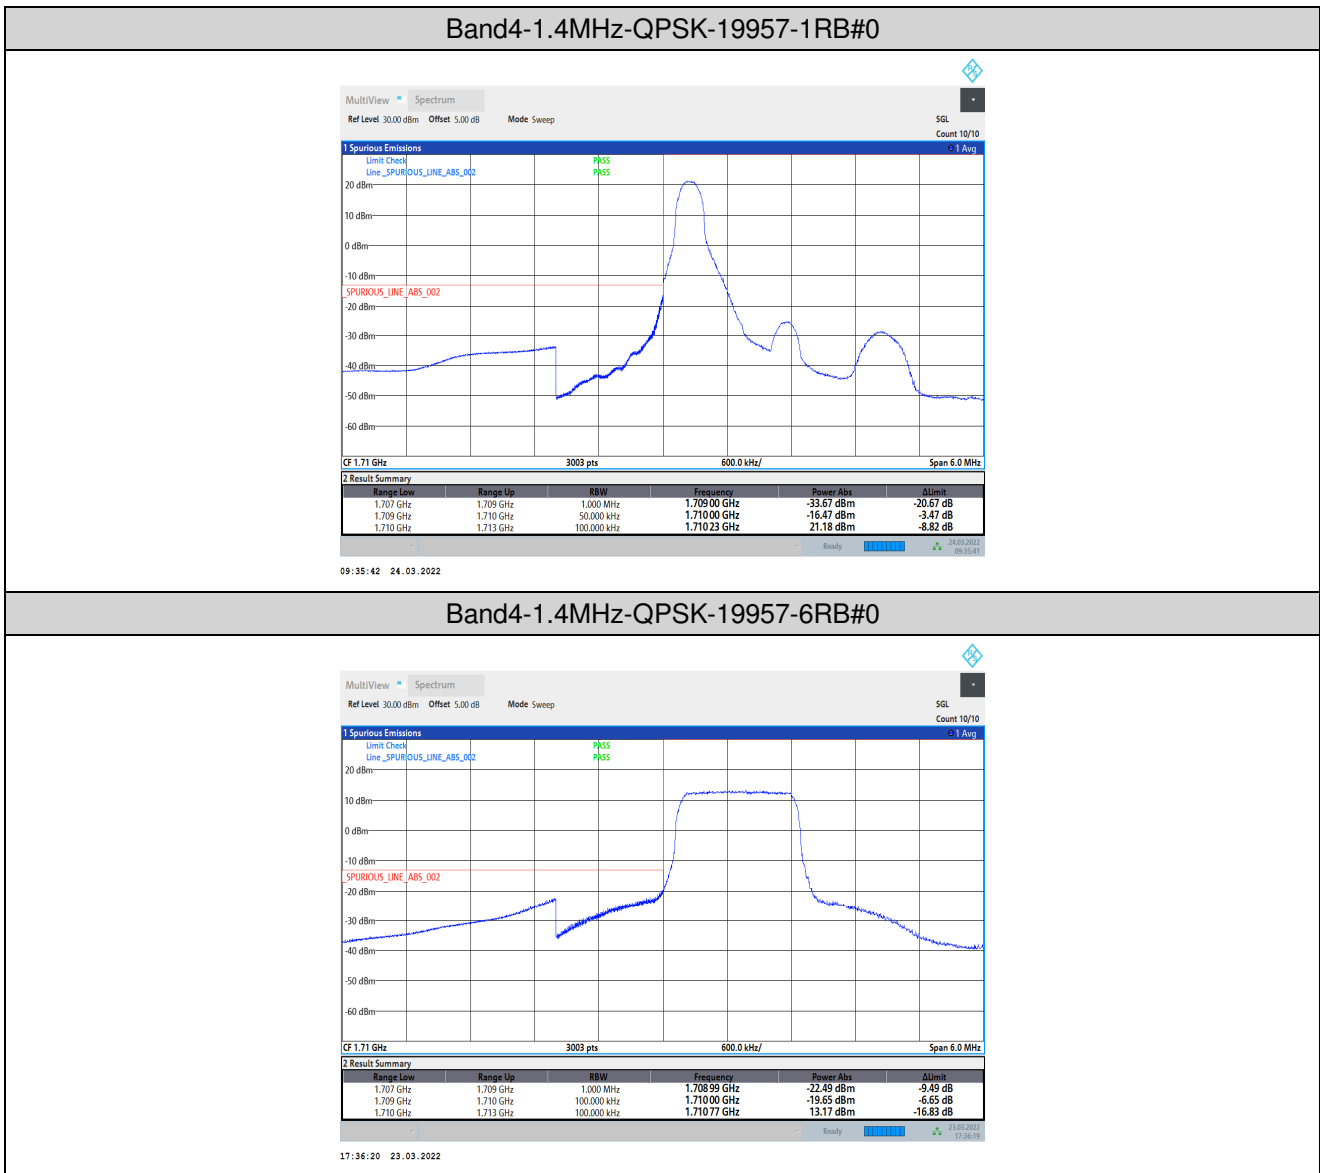 Band4-1.4MHz-QPSK-19957-1RB#0
MultiView Spectrum
Ref Level 30.00 dBm Offset 5.00 dB Mode Sweep SGL
Count 10/10
1 Spurious Emissions 1 Avg
Limit Check PASS
Line _SPURIOUS_LINE_ABS_002 PASS
20 dBm
10 dBm
0 dBm
-10 dBm
_SPURIOUS_LINE_ABS_002
-20 dBm
-30 dBm
-40 dBm
-50 dBm
-60 dBm
CF 1.71 GHz 3003 pts 600.0 kHz/ Span 6.0 MHz
2 Result Summary
Range Low Range Up RBW Frequency Power Abs ΔLimit
1.707 GHz 1.709 GHz 1.000 MHz 1.70900 GHz -33.67 dBm -20.67 dB
1.709 GHz 1.710 GHz 50.000 kHz 1.71000 GHz -16.47 dBm -3.47 dB
1.710 GHz 1.713 GHz 100.000 kHz 1.71023 GHz 21.18 dBm -8.82 dB
Ready 24.03.2022
09:35:41
09:35:42 24.03.2022
Band4-1.4MHz-QPSK-19957-6RB#0
MultiView Spectrum
Ref Level 30.00 dBm Offset 5.00 dB Mode Sweep SGL
Count 10/10
1 Spurious Emissions 1 Avg
Limit Check PASS
Line _SPURIOUS_LINE_ABS_002 PASS
20 dBm
10 dBm
0 dBm
-10 dBm
_SPURIOUS_LINE_ABS_002
-20 dBm
-30 dBm
-40 dBm
-50 dBm
-60 dBm
CF 1.71 GHz 3003 pts 600.0 kHz/ Span 6.0 MHz
2 Result Summary
Range Low Range Up RBW Frequency Power Abs ΔLimit
1.707 GHz 1.709 GHz 1.000 MHz 1.70899 GHz -22.49 dBm -9.49 dB
1.709 GHz 1.710 GHz 100.000 kHz 1.71000 GHz -19.65 dBm -6.65 dB
1.710 GHz 1.713 GHz 100.000 kHz 1.71077 GHz 13.17 dBm -16.83 dB
Ready 23.03.2022
17:36:19
17:36:20 23.03.2022